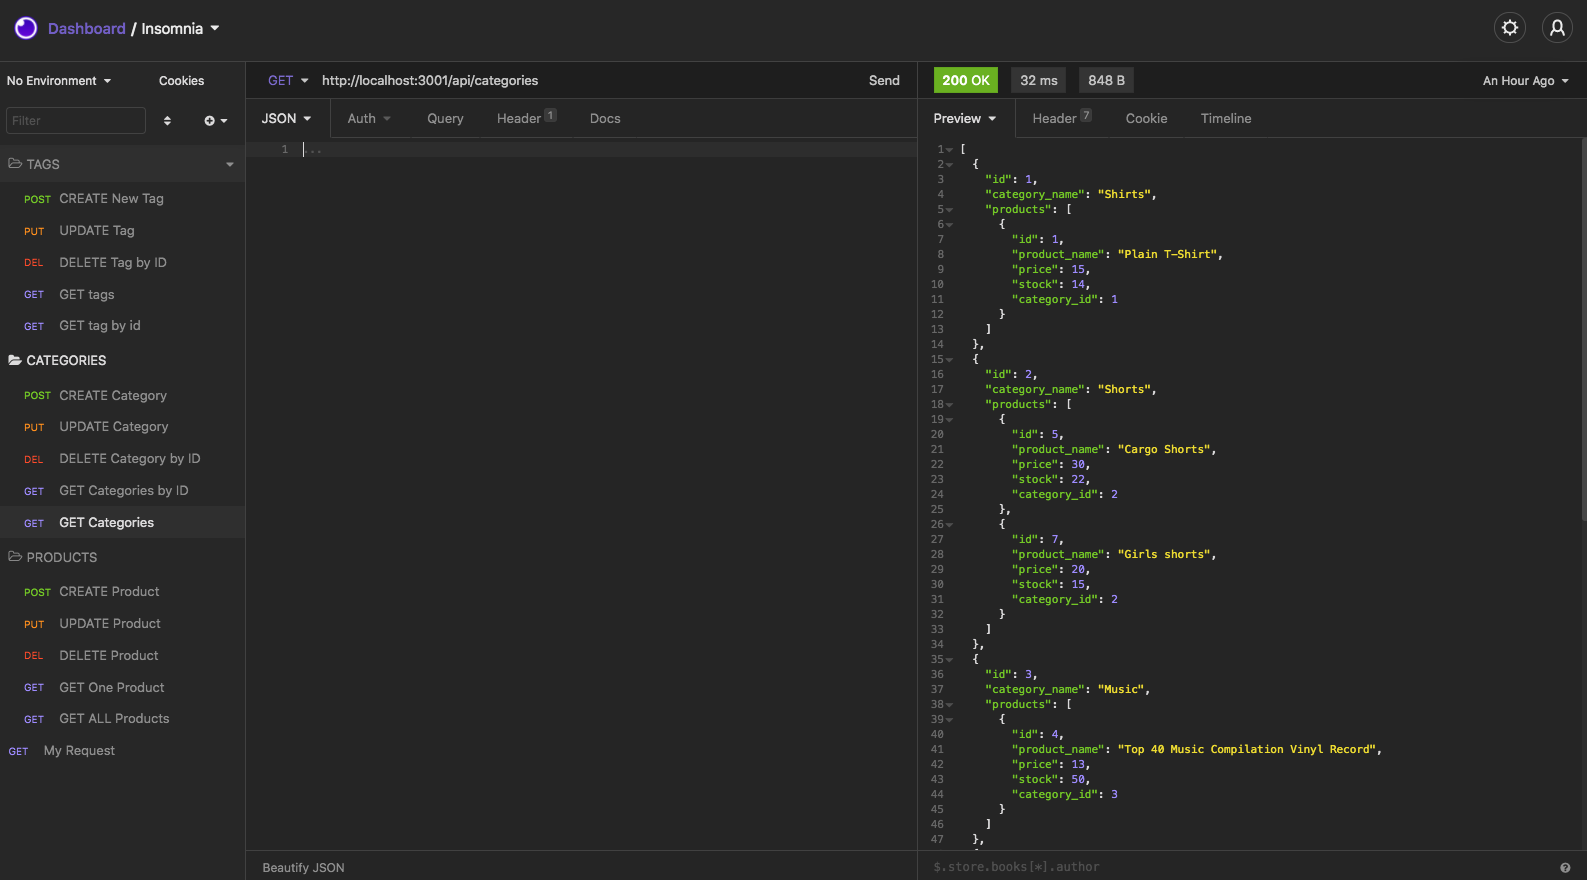 Dashboard / Insomnia
No Environment
Cookies
Filter
TAGS
POST CREATE New Tag
PUT UPDATE Tag
DEL DELETE Tag by ID
GET GET tags
GET GET tag by id
CATEGORIES
POST CREATE Category
PUT UPDATE Category
DEL DELETE Category by ID
GET GET Categories by ID
GET GET Categories
PRODUCTS
POST CREATE Product
PUT UPDATE Product
DEL DELETE Product
GET GET One Product
GET GET ALL Products
GET My Request
GET http://localhost:3001/api/categories Send
JSON Auth Query Header 1 Docs
1 ...
Beautify JSON
200 OK 32 ms 848 B An Hour Ago
Preview Header 7 Cookie Timeline
1 [
2 {
3 "id": 1,
4 "category_name": "Shirts",
5 "products": [
6 {
7 "id": 1,
8 "product_name": "Plain T-Shirt",
9 "price": 15,
10 "stock": 14,
11 "category_id": 1
12 }
13 ]
14 },
15 {
16 "id": 2,
17 "category_name": "Shorts",
18 "products": [
19 {
20 "id": 5,
21 "product_name": "Cargo Shorts",
22 "price": 30,
23 "stock": 22,
24 "category_id": 2
25 },
26 {
27 "id": 7,
28 "product_name": "Girls shorts",
29 "price": 20,
30 "stock": 15,
31 "category_id": 2
32 }
33 ]
34 },
35 {
36 "id": 3,
37 "category_name": "Music",
38 "products": [
39 {
40 "id": 4,
41 "product_name": "Top 40 Music Compilation Vinyl Record",
42 "price": 13,
43 "stock": 50,
44 "category_id": 3
45 }
46 ]
47 },
$.store.books[*].author